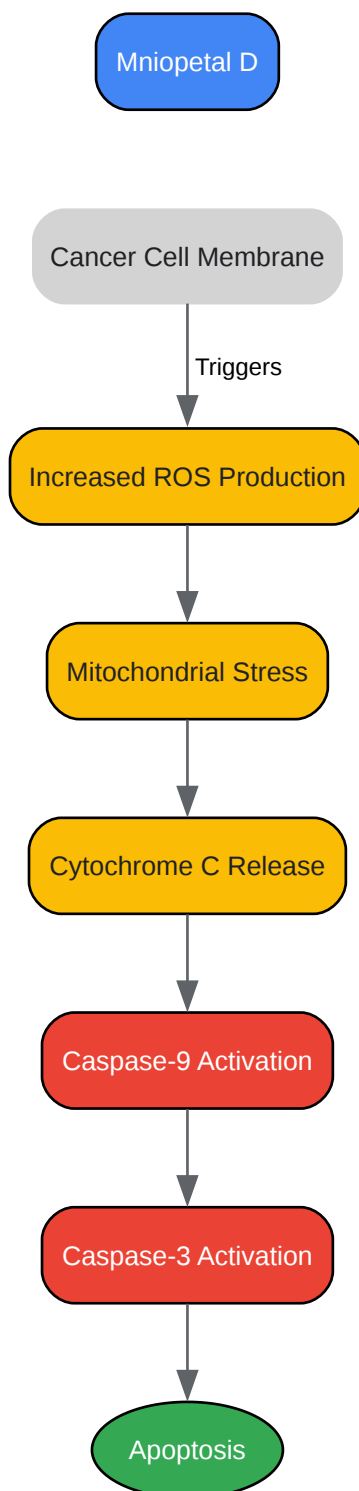 Mniopetal D
Cancer Cell Membrane
Triggers
Increased ROS Production
Mitochondrial Stress
Cytochrome C Release
Caspase-9 Activation
Caspase-3 Activation
Apoptosis